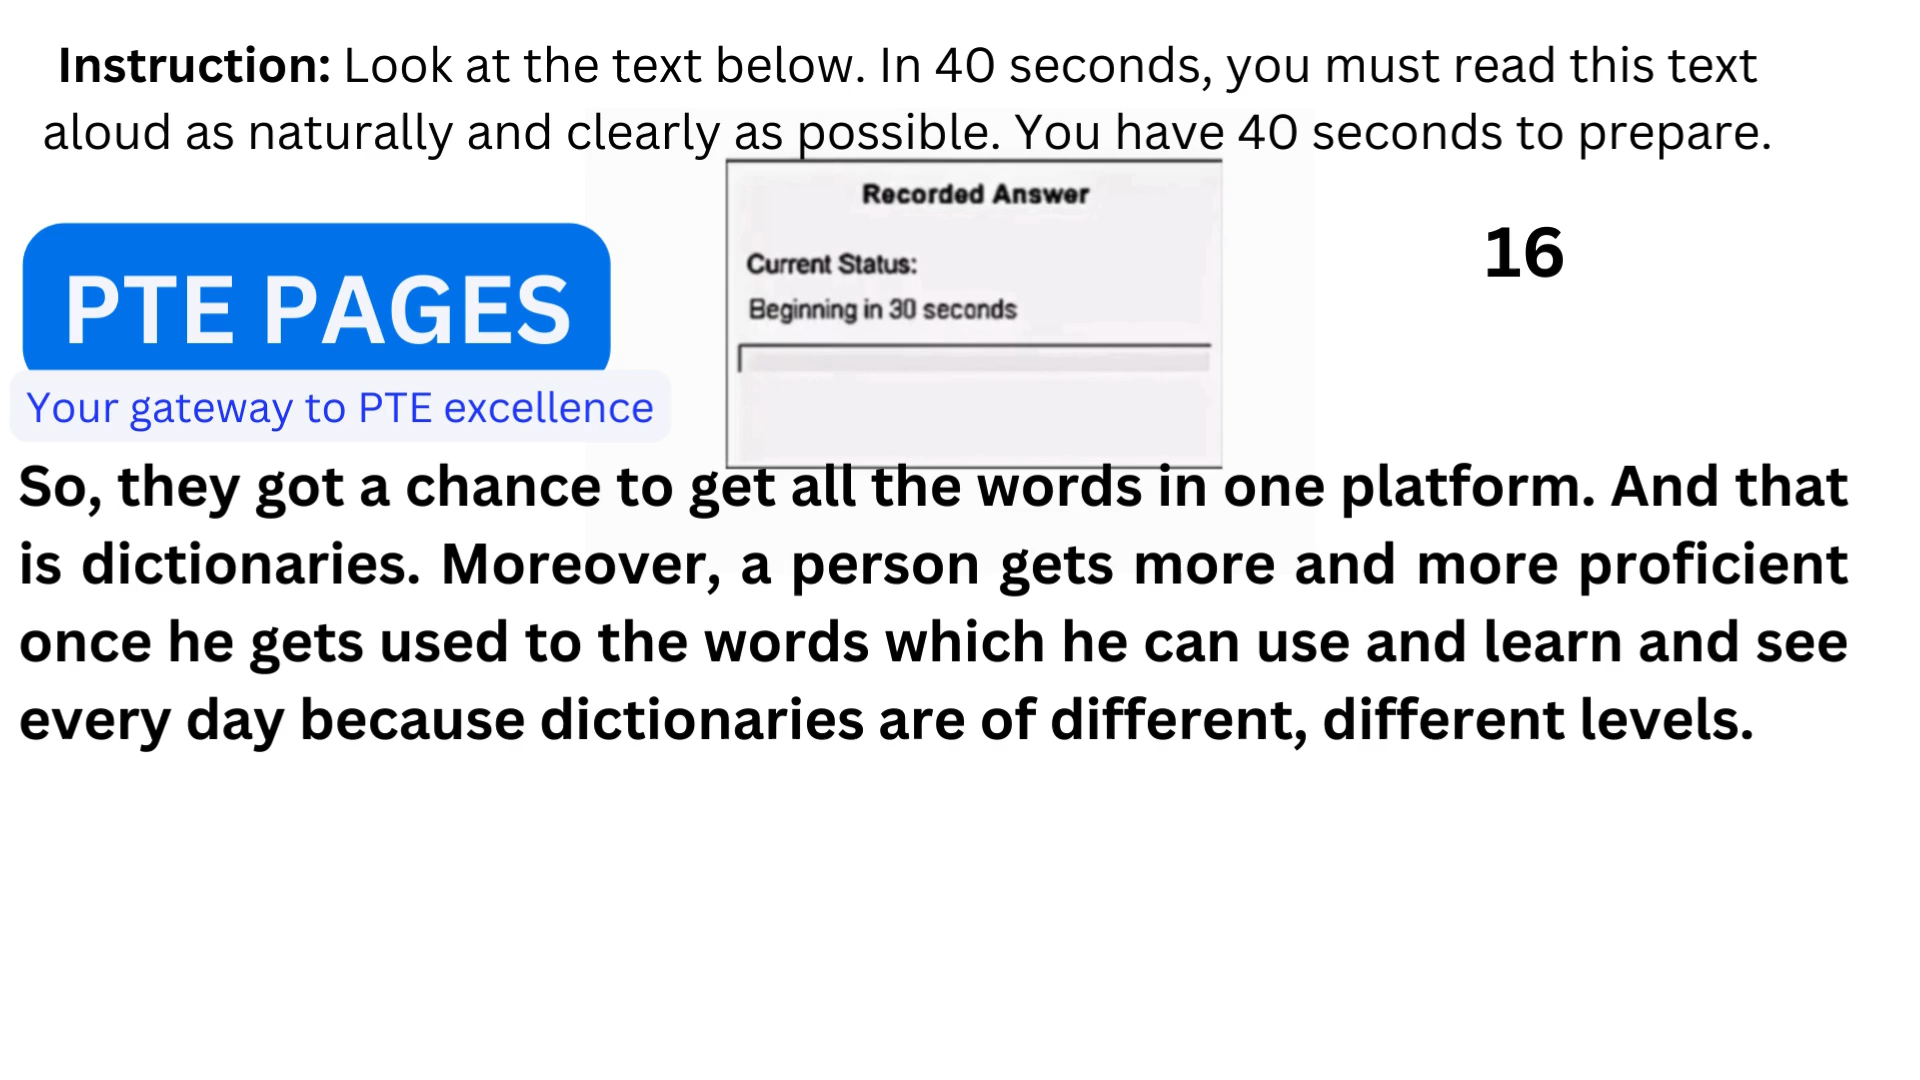 Instruction: Look at the text below. In 40 seconds, you must read this text
aloud as naturally and clearly as possible. You have 40 seconds to prepare.
Recorded Answer
Current Status:
Beginning in 30 seconds
16
PTE PAGES
Your gateway to PTE excellence
So, they got a chance to get all the words in one platform. And that
is dictionaries. Moreover, a person gets more and more proficient
once he gets used to the words which he can use and learn and see
every day because dictionaries are of different, different levels.